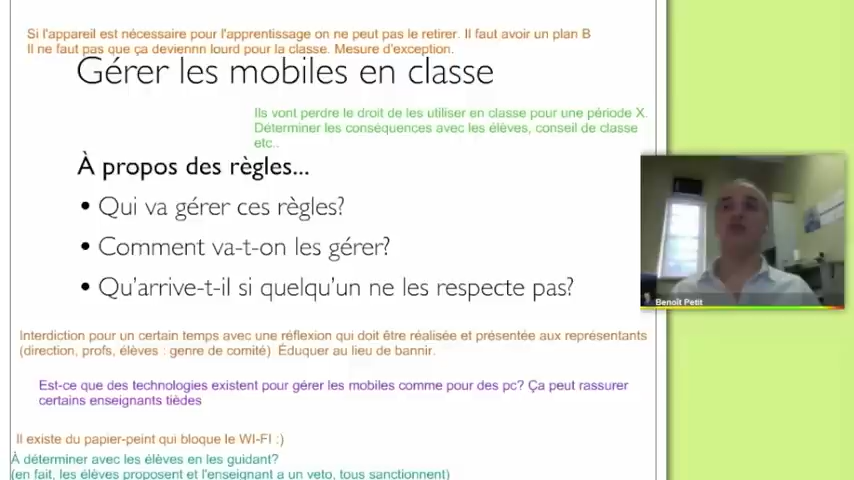 Si l'appareil est nécessaire pour l'apprentissage on ne peut pas le retirer. Il faut avoir un plan B
Il ne faut pas que ça deviennn lourd pour la classe. Mesure d'exception.
Gérer les mobiles en classe
Ils vont perdre le droit de les utiliser en classe pour une période X.
Déterminer les conséquences avec les élèves, conseil de classe
etc..
À propos des règles...
• Qui va gérer ces règles?
• Comment va-t-on les gérer?
• Qu'arrive-t-il si quelqu'un ne les respecte pas?
Benoît Petit
Interdiction pour un certain temps avec une réflexion qui doit être réalisée et présentée aux représentants
(direction, profs, élèves : genre de comité) Éduquer au lieu de bannir.
Est-ce que des technologies existent pour gérer les mobiles comme pour des pc? Ça peut rassurer
certains enseignants tièdes
Il existe du papier-peint qui bloque le WI-FI :)
À déterminer avec les élèves en les guidant?
(en fait, les élèves proposent et l'enseignant a un veto, tous sanctionnent)